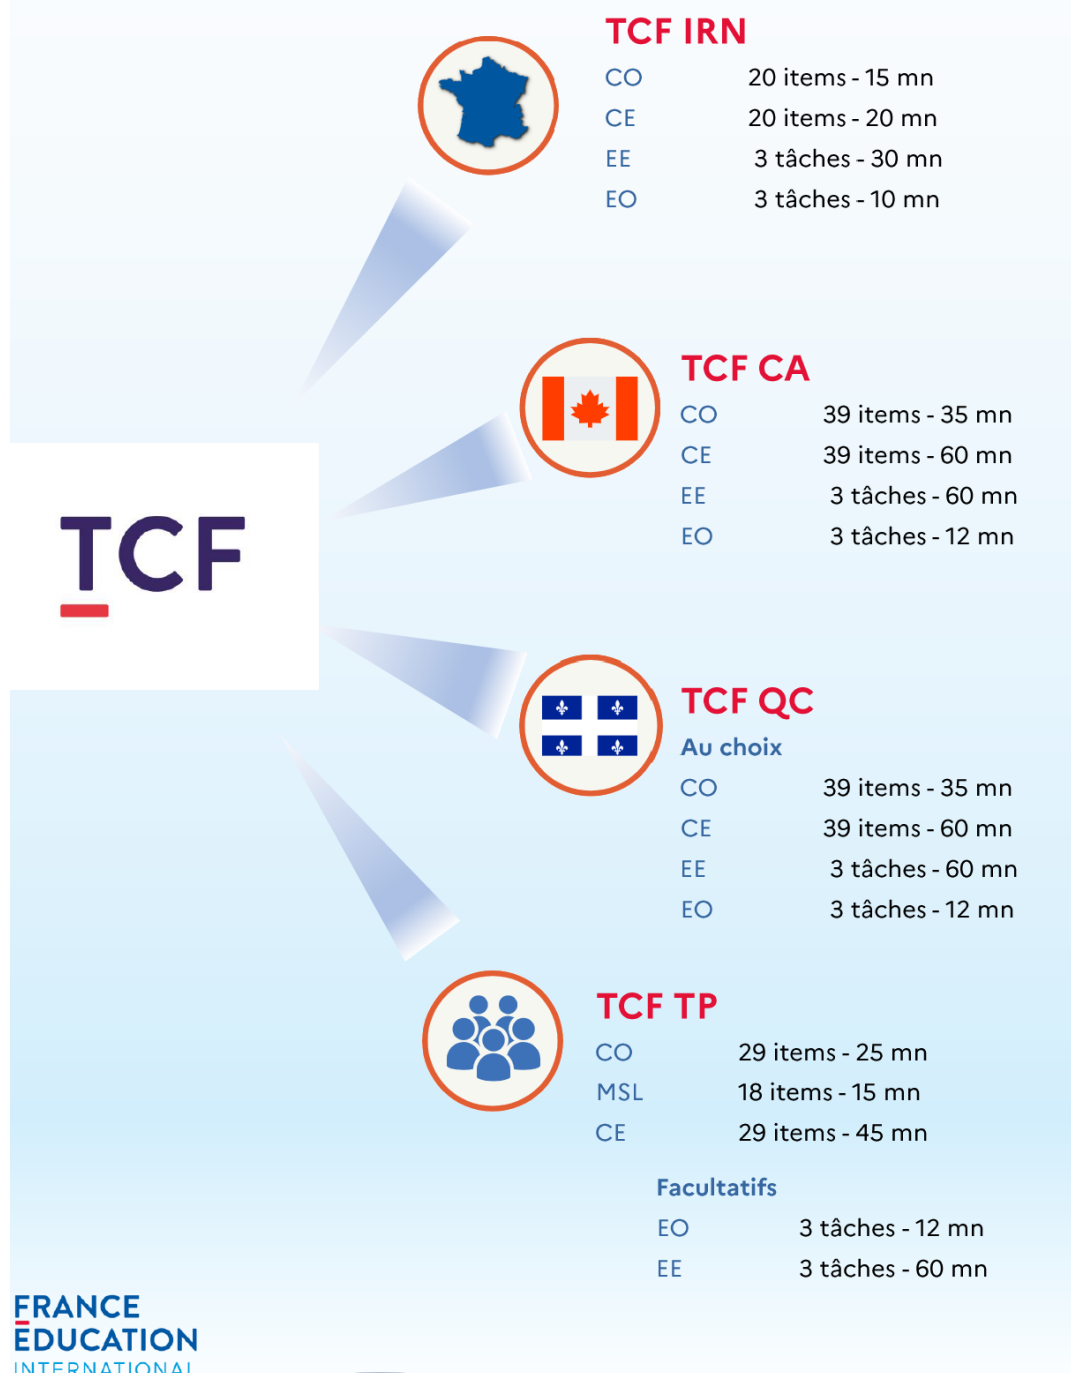 TCF IRN
CO 20 items - 15 mn
CE 20 items - 20 mn
EE 3 tâches - 30 mn
EO 3 tâches - 10 mn
TCF CA
CO 39 items - 35 mn
CE 39 items - 60 mn
EE 3 tâches - 60 mn
EO 3 tâches - 12 mn
TCF
TCF QC
Au choix
CO 39 items - 35 mn
CE 39 items - 60 mn
EE 3 tâches - 60 mn
EO 3 tâches - 12 mn
TCF TP
CO 29 items - 25 mn
MSL 18 items - 15 mn
CE 29 items - 45 mn
Facultatifs
EO 3 tâches - 12 mn
EE 3 tâches - 60 mn
FRANCE
EDUCATION
INTERNATIONAL